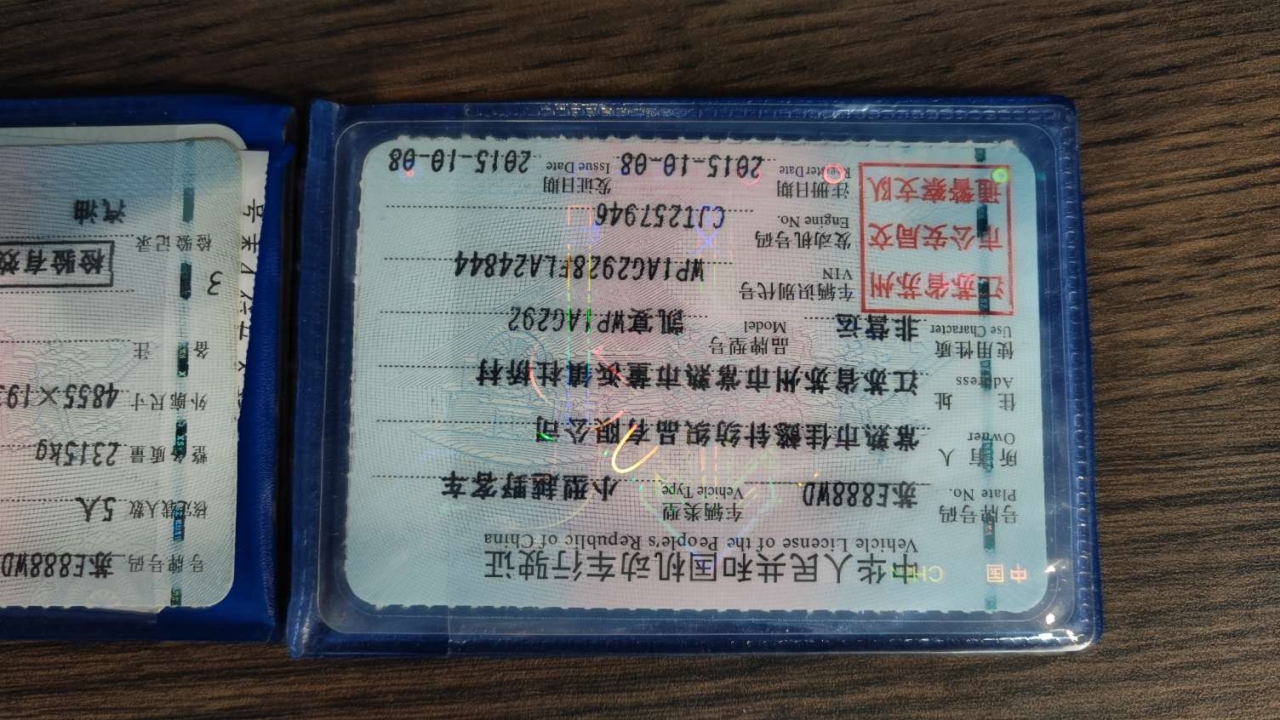 中华人民共和国机动车行驶证
中国 CHI
Vehicle License of the People's Republic of China
号牌号码 苏E888WD 车辆类型 小型越野客车
Plate No. Vehicle Type
所有人 常熟市佳懿针纺织品有限公司
Owner
住址 江苏省苏州市常熟市董浜镇杜桥村
Address
使用性质 非营运 品牌型号 凯宴WP1AG292
Use Character Model
江苏省苏州
市公安局交
通警察支队
车辆识别代号 WP1AG2928FLA24844
VIN
发动机号码 CJT257946
Engine No.
注册日期 2015-10-08 发证日期 2015-10-08
Register Date Issue Date
号牌号码 苏E888WD
核定载人数 5人
整备质量 2315kg
外廓尺寸 4855×193
备注
3
检验记录 检验有效
汽油